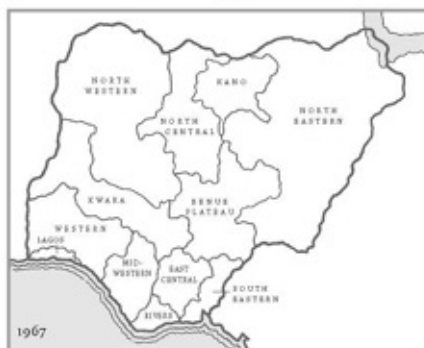 NORTH
WESTERN
KANO
NORTH
EASTERN
NORTH
CENTRAL
KWARA
BENUE
PLATEAU
WESTERN
LAGOS
MID-
WESTERN
EAST
CENTRAL
SOUTH
EASTERN
RIVERS
1967